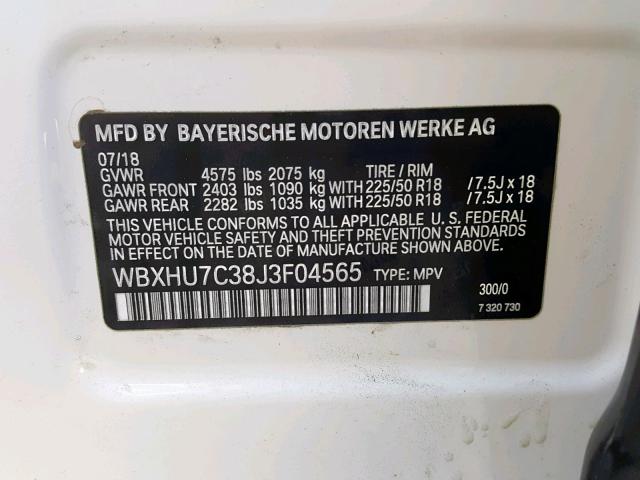 MFD BY BAYERISCHE MOTOREN WERKE AG
07/18
GVWR 4575 lbs 2075 kg TIRE / RIM
GAWR FRONT 2403 lbs 1090 kg WITH 225/50 R18 / 7.5J x 18
GAWR REAR 2282 lbs 1035 kg WITH 225/50 R18 / 7.5J x 18
THIS VEHICLE CONFORMS TO ALL APPLICABLE U. S. FEDERAL
MOTOR VEHICLE SAFETY AND THEFT PREVENTION STANDARDS
IN EFFECT ON THE DATE OF MANUFACTURE SHOWN ABOVE.
WBXHU7C38J3F04565 TYPE: MPV
300/0
7 320 730